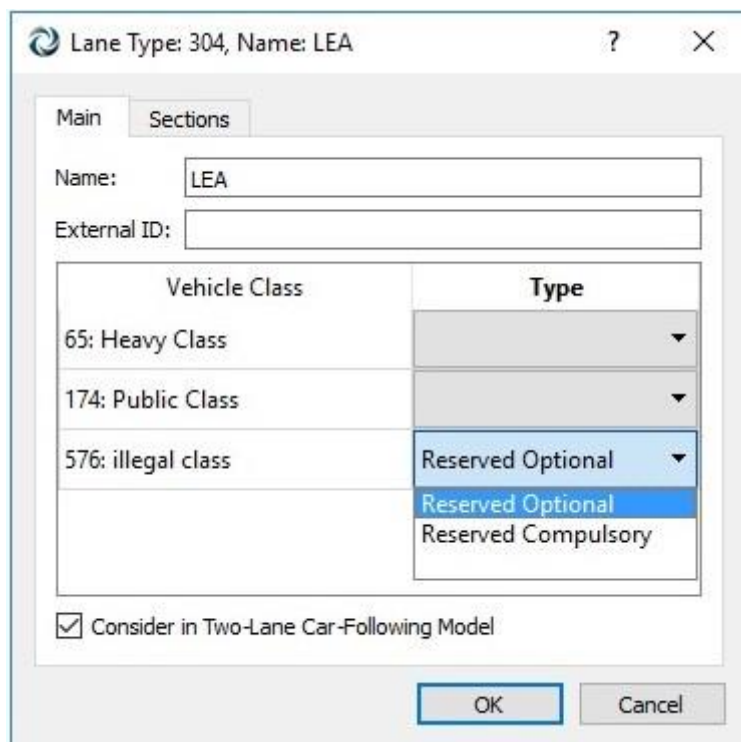 Lane Type: 304, Name: LEA ? X
Main Sections
Name: LEA
External ID:
Vehicle Class Type
65: Heavy Class
174: Public Class
576: illegal class Reserved Optional
Reserved Optional
Reserved Compulsory
Consider in Two-Lane Car-Following Model
OK Cancel